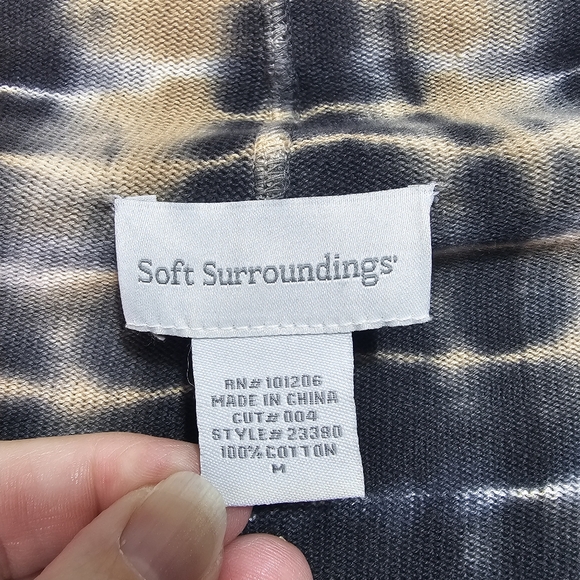 Soft Surroundings®
RN# 101206
MADE IN CHINA
CUT# 004
STYLE# 23380
100% COTTON
M